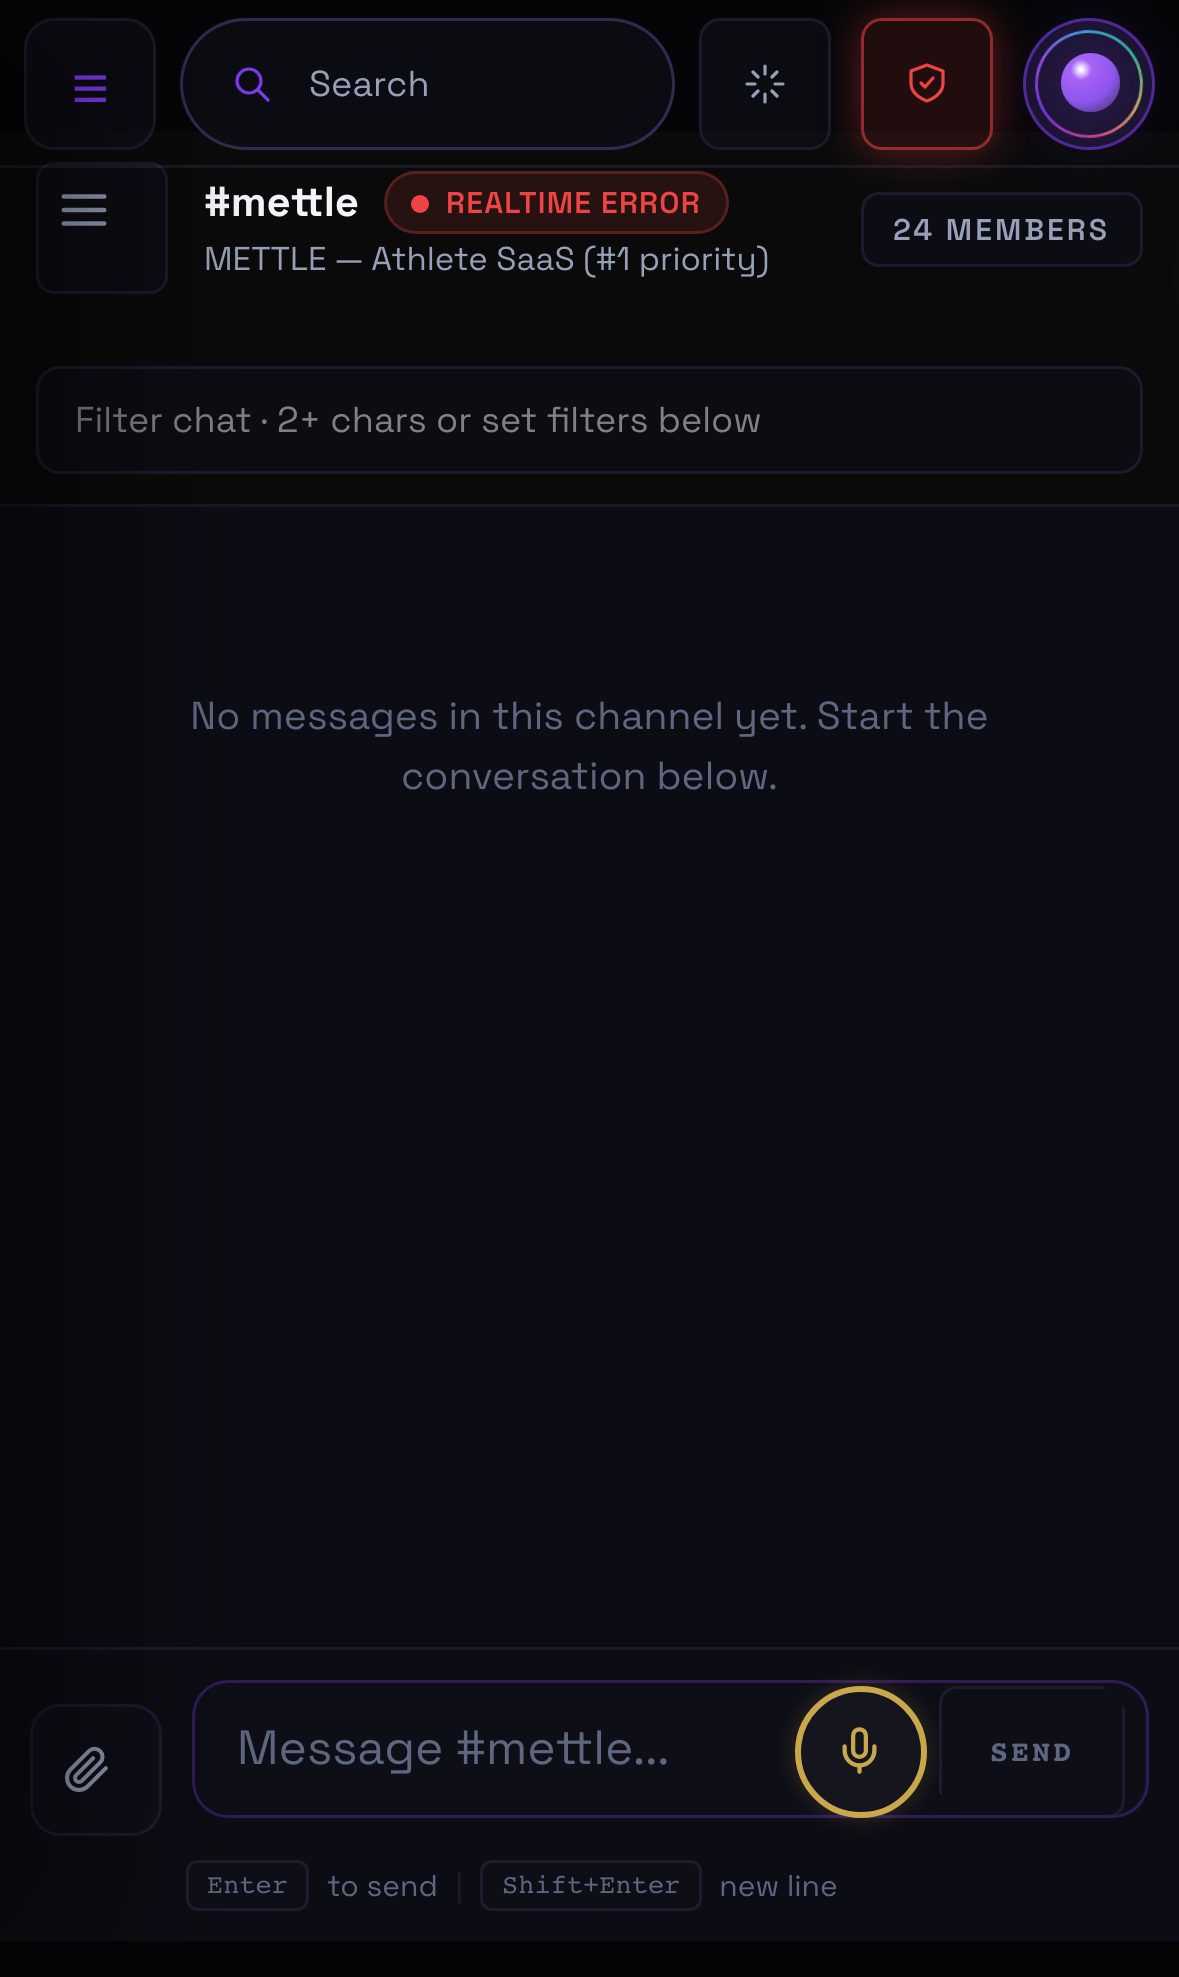 Search
#mettle
REALTIME ERROR
METTLE — Athlete SaaS (#1 priority)
24 MEMBERS
Filter chat · 2+ chars or set filters below
No messages in this channel yet. Start the
conversation below.
Message #mettle...
SEND
Enter to send | Shift+Enter new line